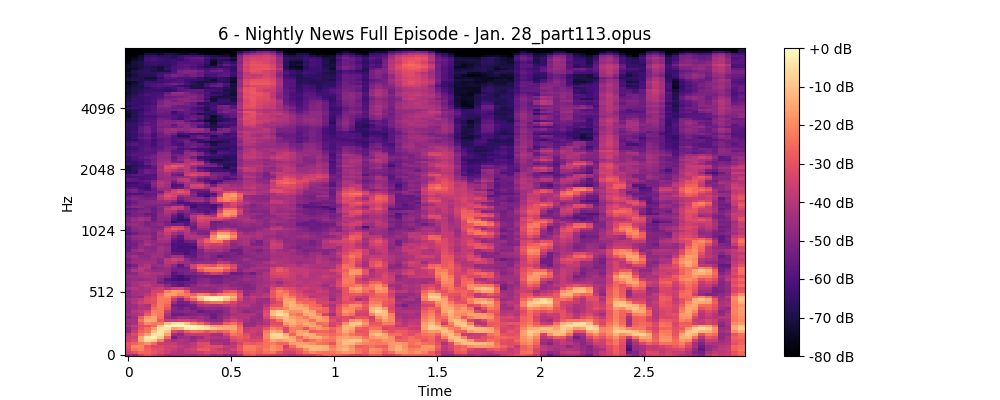 6 - Nightly News Full Episode - Jan. 28_part113.opus
Hz
4096
2048
1024
512
0
0 0.5 1 1.5 2 2.5
Time
+0 dB
-10 dB
-20 dB
-30 dB
-40 dB
-50 dB
-60 dB
-70 dB
-80 dB